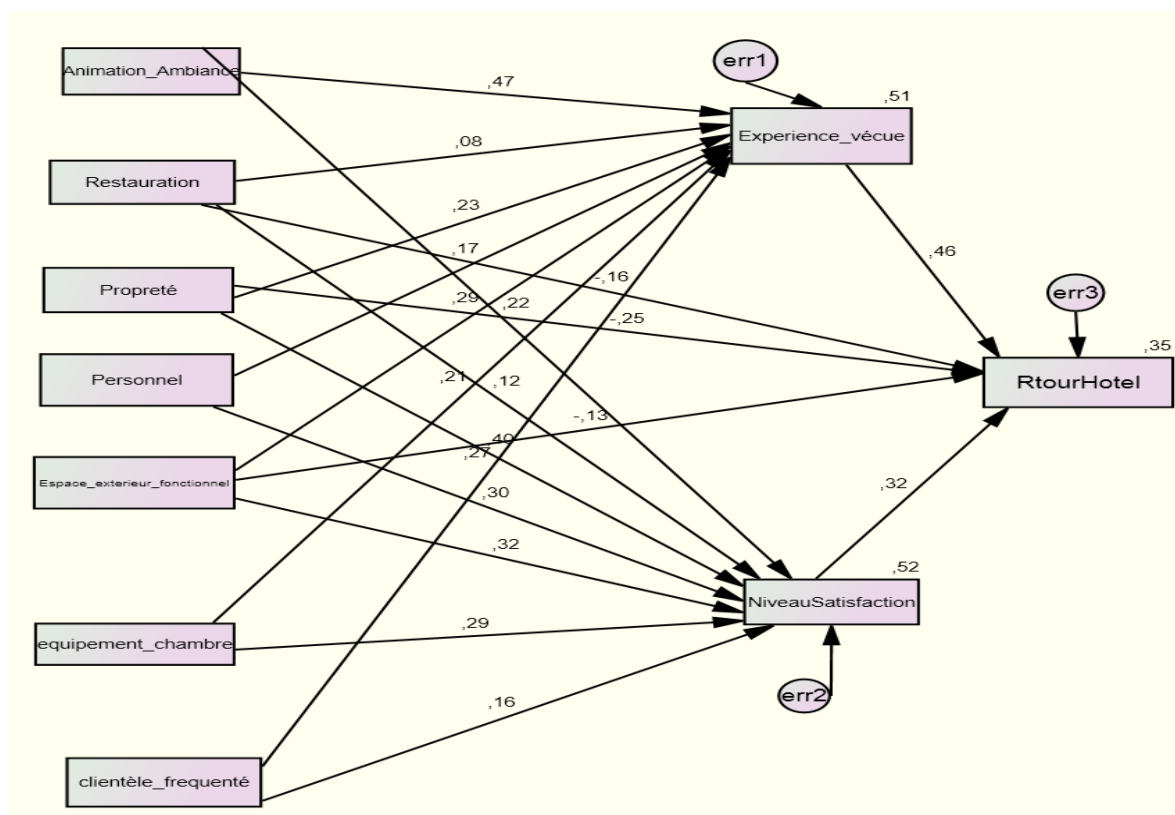 err1
Animation_Ambiance
,47
,51
Experience_vécue
,08
Restauration
,23
,17
,46
-,16
Propreté
,29
,22
err3
-,25
,35
Personnel
,21
,12
RtourHotel
-,13
,40
,27
Espace_exterieur_fonctionnel
,30
,32
,32
,52
NiveauSatisfaction
,29
equipement_chambre
err2
,16
clientèle_frequenté